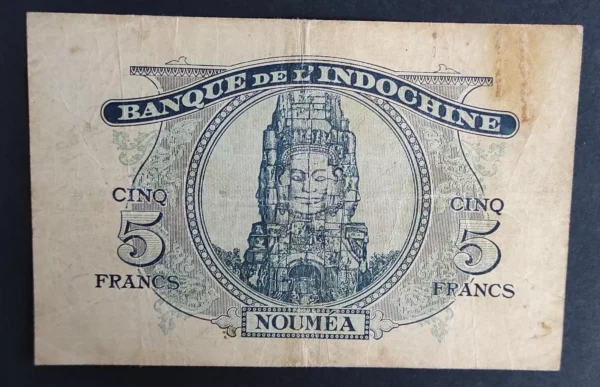 BANQUE DE L'INDOCHINE
CINQ
5
FRANCS
CINQ
5
FRANCS
NOUMÉA